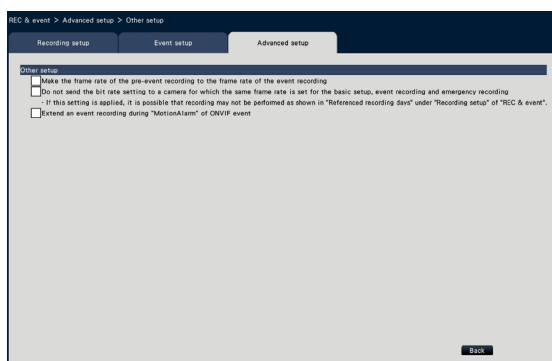 REC & event > Advanced setup > Other setup
Recording setup Event setup Advanced setup
Other setup
Make the frame rate of the pre-event recording to the frame rate of the event recording
Do not send the bit rate setting to a camera for which the same frame rate is set for the basic setup, event recording and emergency recording
- If this setting is applied, it is possible that recording may not be performed as shown in "Referenced recording days" under "Recording setup" of "REC & event".
Extend an event recording during "MotionAlarm" of ONVIF event
Back